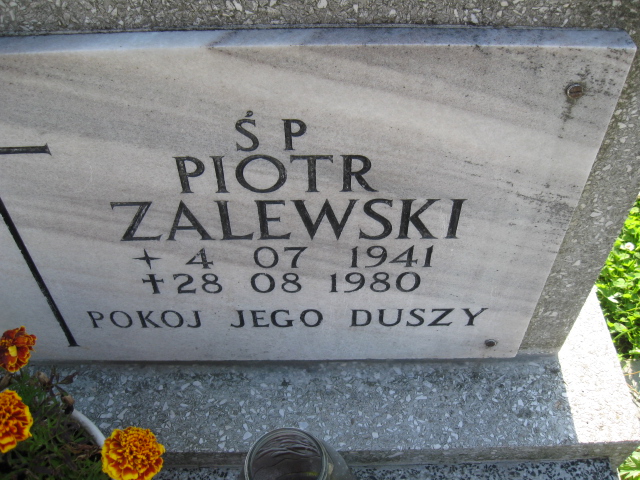 Ś P
PIOTR
ZALEWSKI
+ 4 07 1941
✝ 28 08 1980
POKOJ JEGO DUSZY